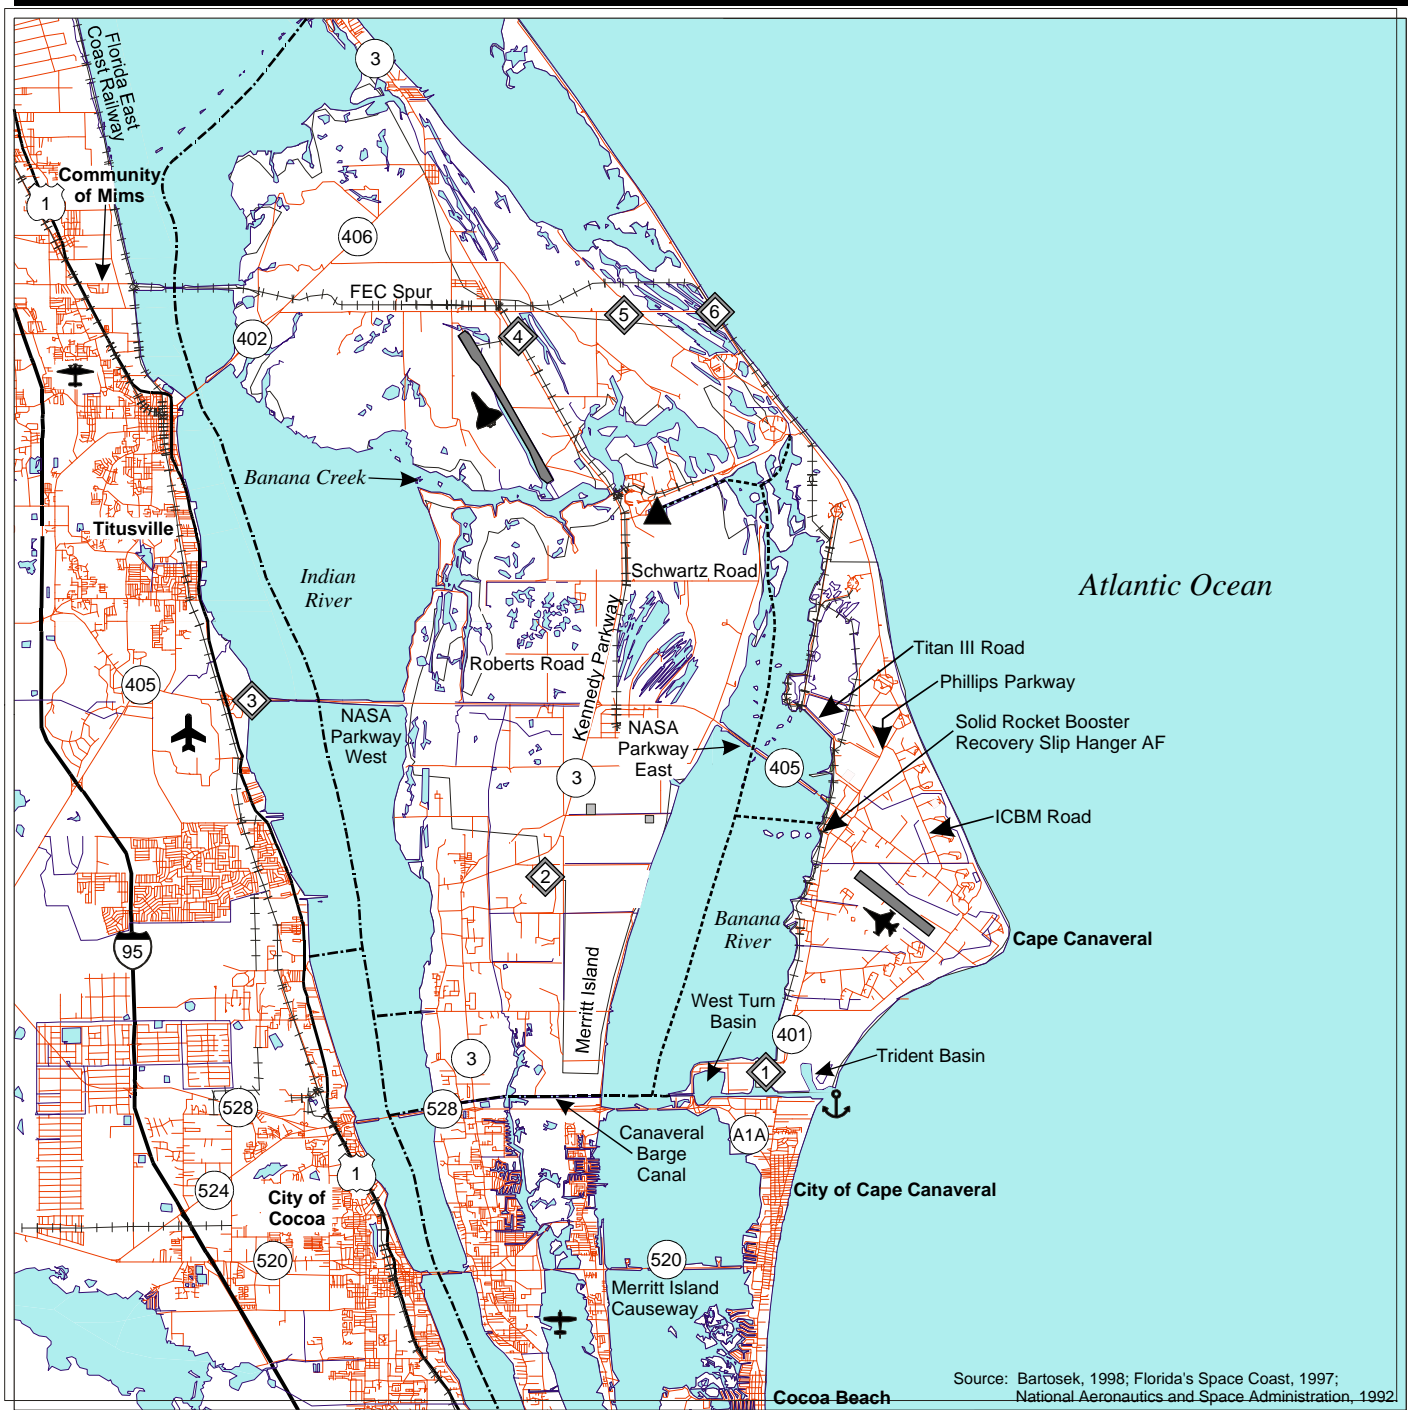 Florida East
Coast Railway
3
Community
of Mims
1
406
FEC Spur
402
4
5
6
Banana Creek
Titusville
Indian
River
Schwartz Road
Atlantic Ocean
Kennedy Parkway
Roberts Road
Titan III Road
Phillips Parkway
405
3
NASA
Parkway
West
NASA
Parkway
East
Solid Rocket Booster
Recovery Slip Hanger AF
3
405
ICBM Road
2
Banana
River
Cape Canaveral
95
Merritt Island
West Turn
Basin
401
Trident Basin
3
1
528
528
Canaveral
Barge
Canal
A1A
1
524
City of
Cocoa
City of Cape Canaveral
520
520
Merritt Island
Causeway
Cocoa Beach
Source: Bartosek, 1998; Florida's Space Coast, 1997;
National Aeronautics and Space Administration, 1992.